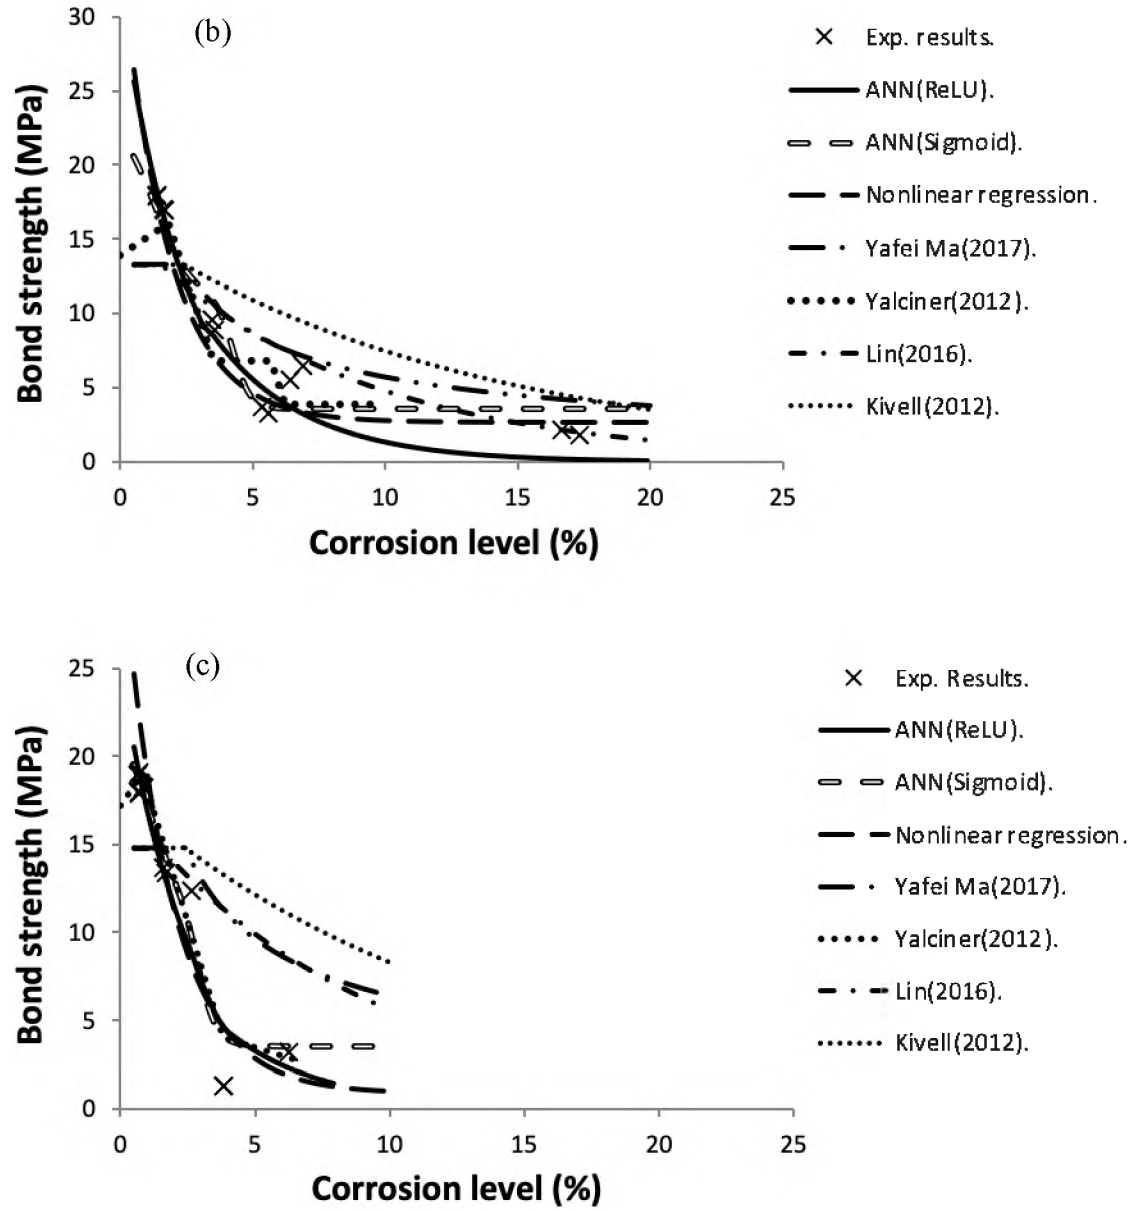 (b)
Bond strength (MPa)
30
25
20
15
10
5
0
0 5 10 15 20 25
Corrosion level (%)
Exp. results.
ANN(ReLU).
ANN(Sigmoid).
Nonlinear regression.
Yafei Ma(2017).
Yalciner(2012).
Lin(2016).
Kivell(2012).
(c)
Bond strength (MPa)
25
20
15
10
5
0
0 5 10 15 20 25
Corrosion level (%)
Exp. Results.
ANN(ReLU).
ANN(Sigmoid).
Nonlinear regression.
Yafei Ma(2017).
Yalciner(2012).
Lin(2016).
Kivell(2012).